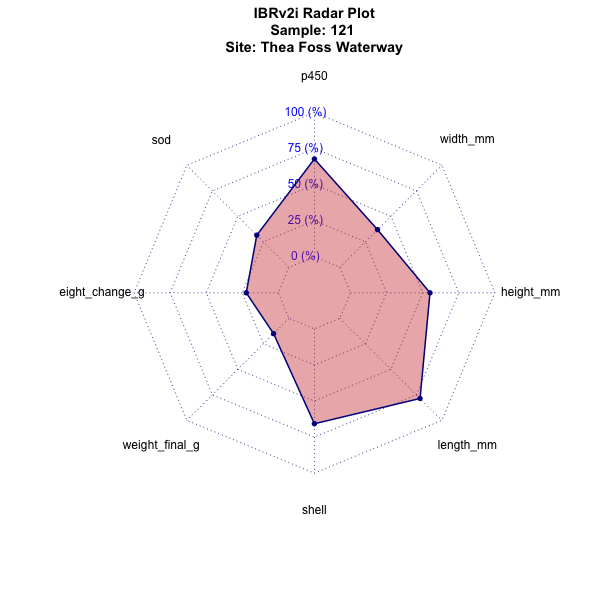 IBRv2i Radar Plot
Sample: 121
Site: Thea Foss Waterway
p450
100 (%)
sod
width_mm
75 (%)
50 (%)
25 (%)
0 (%)
eight_change_g
height_mm
weight_final_g
length_mm
shell